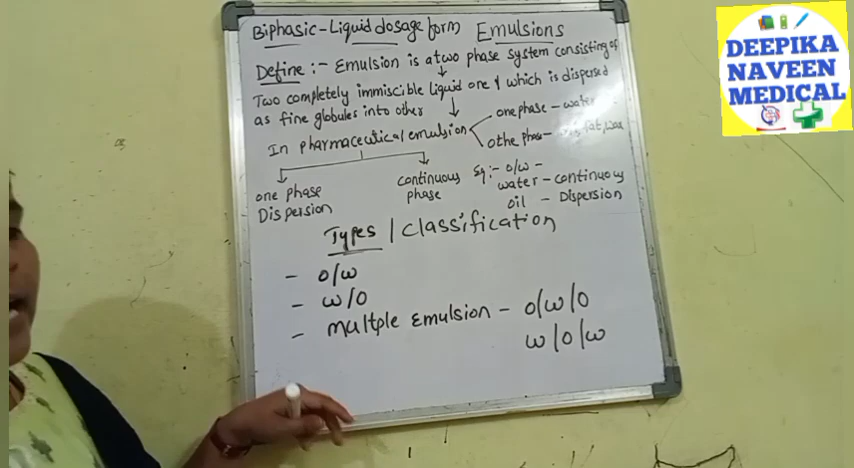 Biphasic-Liquid dosage form Emulsions
Define :- Emulsion is a two phase system consisting of
Two completely immiscible liquid one of which is dispersed
as fine globules into other
In pharmaceutical emulsion
one phase - water
othe phase - fat, wax
one phase
Dispersion
continuous
phase
Eg:- o/w -
water - continuous
oil - Dispersion
Types / classification
- o/w
- w/o
- multple Emulsion - o/w/o
w/o/w
DEEPIKA
NAVEEN
MEDICAL